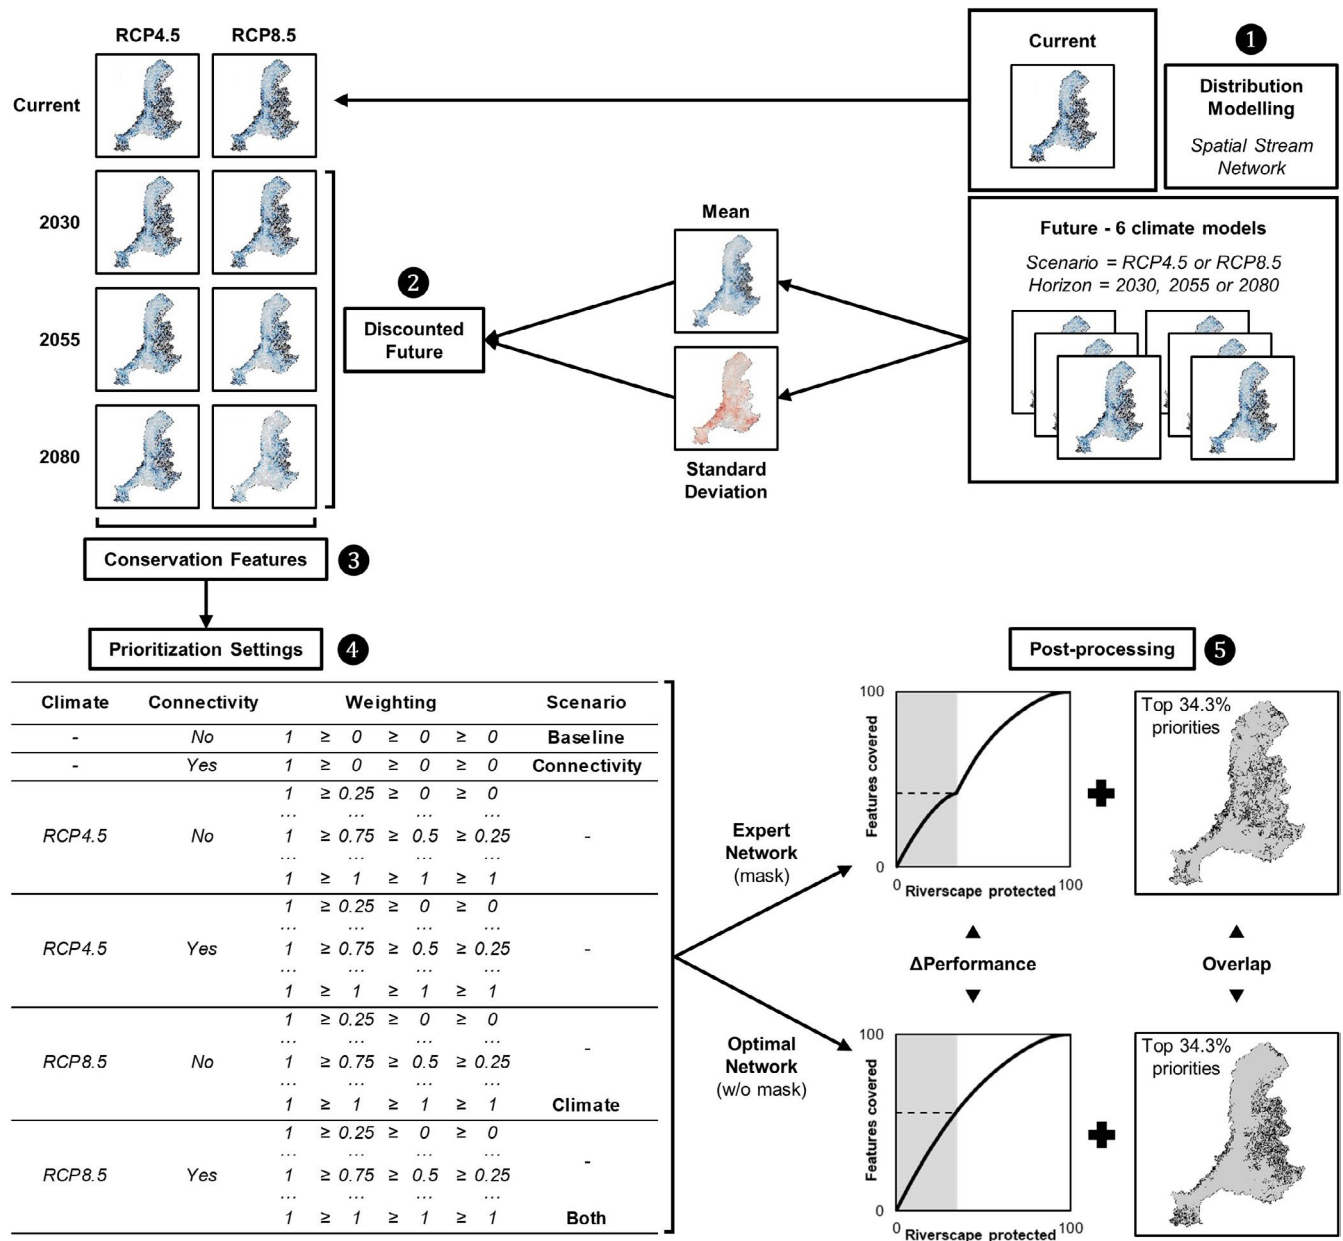 RCP4.5 RCP8.5
Current
2030
2055
2080
Current
1
Distribution
Modelling
Spatial Stream
Network
Future - 6 climate models
Scenario = RCP4.5 or RCP8.5
Horizon = 2030, 2055 or 2080
Mean
Standard
Deviation
2
Discounted
Future
Conservation Features 3
Prioritization Settings 4
Climate Connectivity Weighting Scenario
- No 1 ≥ 0 ≥ 0 ≥ 0 Baseline
- Yes 1 ≥ 0 ≥ 0 ≥ 0 Connectivity
1 ≥ 0.25 ≥ 0 ≥ 0
... ... ... ...
RCP4.5 No 1 ≥ 0.75 ≥ 0.5 ≥ 0.25 -
... ... ... ...
1 ≥ 1 ≥ 1 ≥ 1
1 ≥ 0.25 ≥ 0 ≥ 0
... ... ... ...
RCP4.5 Yes 1 ≥ 0.75 ≥ 0.5 ≥ 0.25 -
... ... ... ...
1 ≥ 1 ≥ 1 ≥ 1
1 ≥ 0.25 ≥ 0 ≥ 0
... ... ... ... -
RCP8.5 No 1 ≥ 0.75 ≥ 0.5 ≥ 0.25
... ... ... ...
1 ≥ 1 ≥ 1 ≥ 1 Climate
1 ≥ 0.25 ≥ 0 ≥ 0
... ... ... ... -
RCP8.5 Yes 1 ≥ 0.75 ≥ 0.5 ≥ 0.25
... ... ... ...
1 ≥ 1 ≥ 1 ≥ 1 Both
Expert
Network
(mask)
Optimal
Network
(w/o mask)
Post-processing 5
100
Features covered
0
0 Riverscape protected 100
Top 34.3%
priorities
ΔPerformance
Overlap
100
Features covered
0
0 Riverscape protected 100
Top 34.3%
priorities